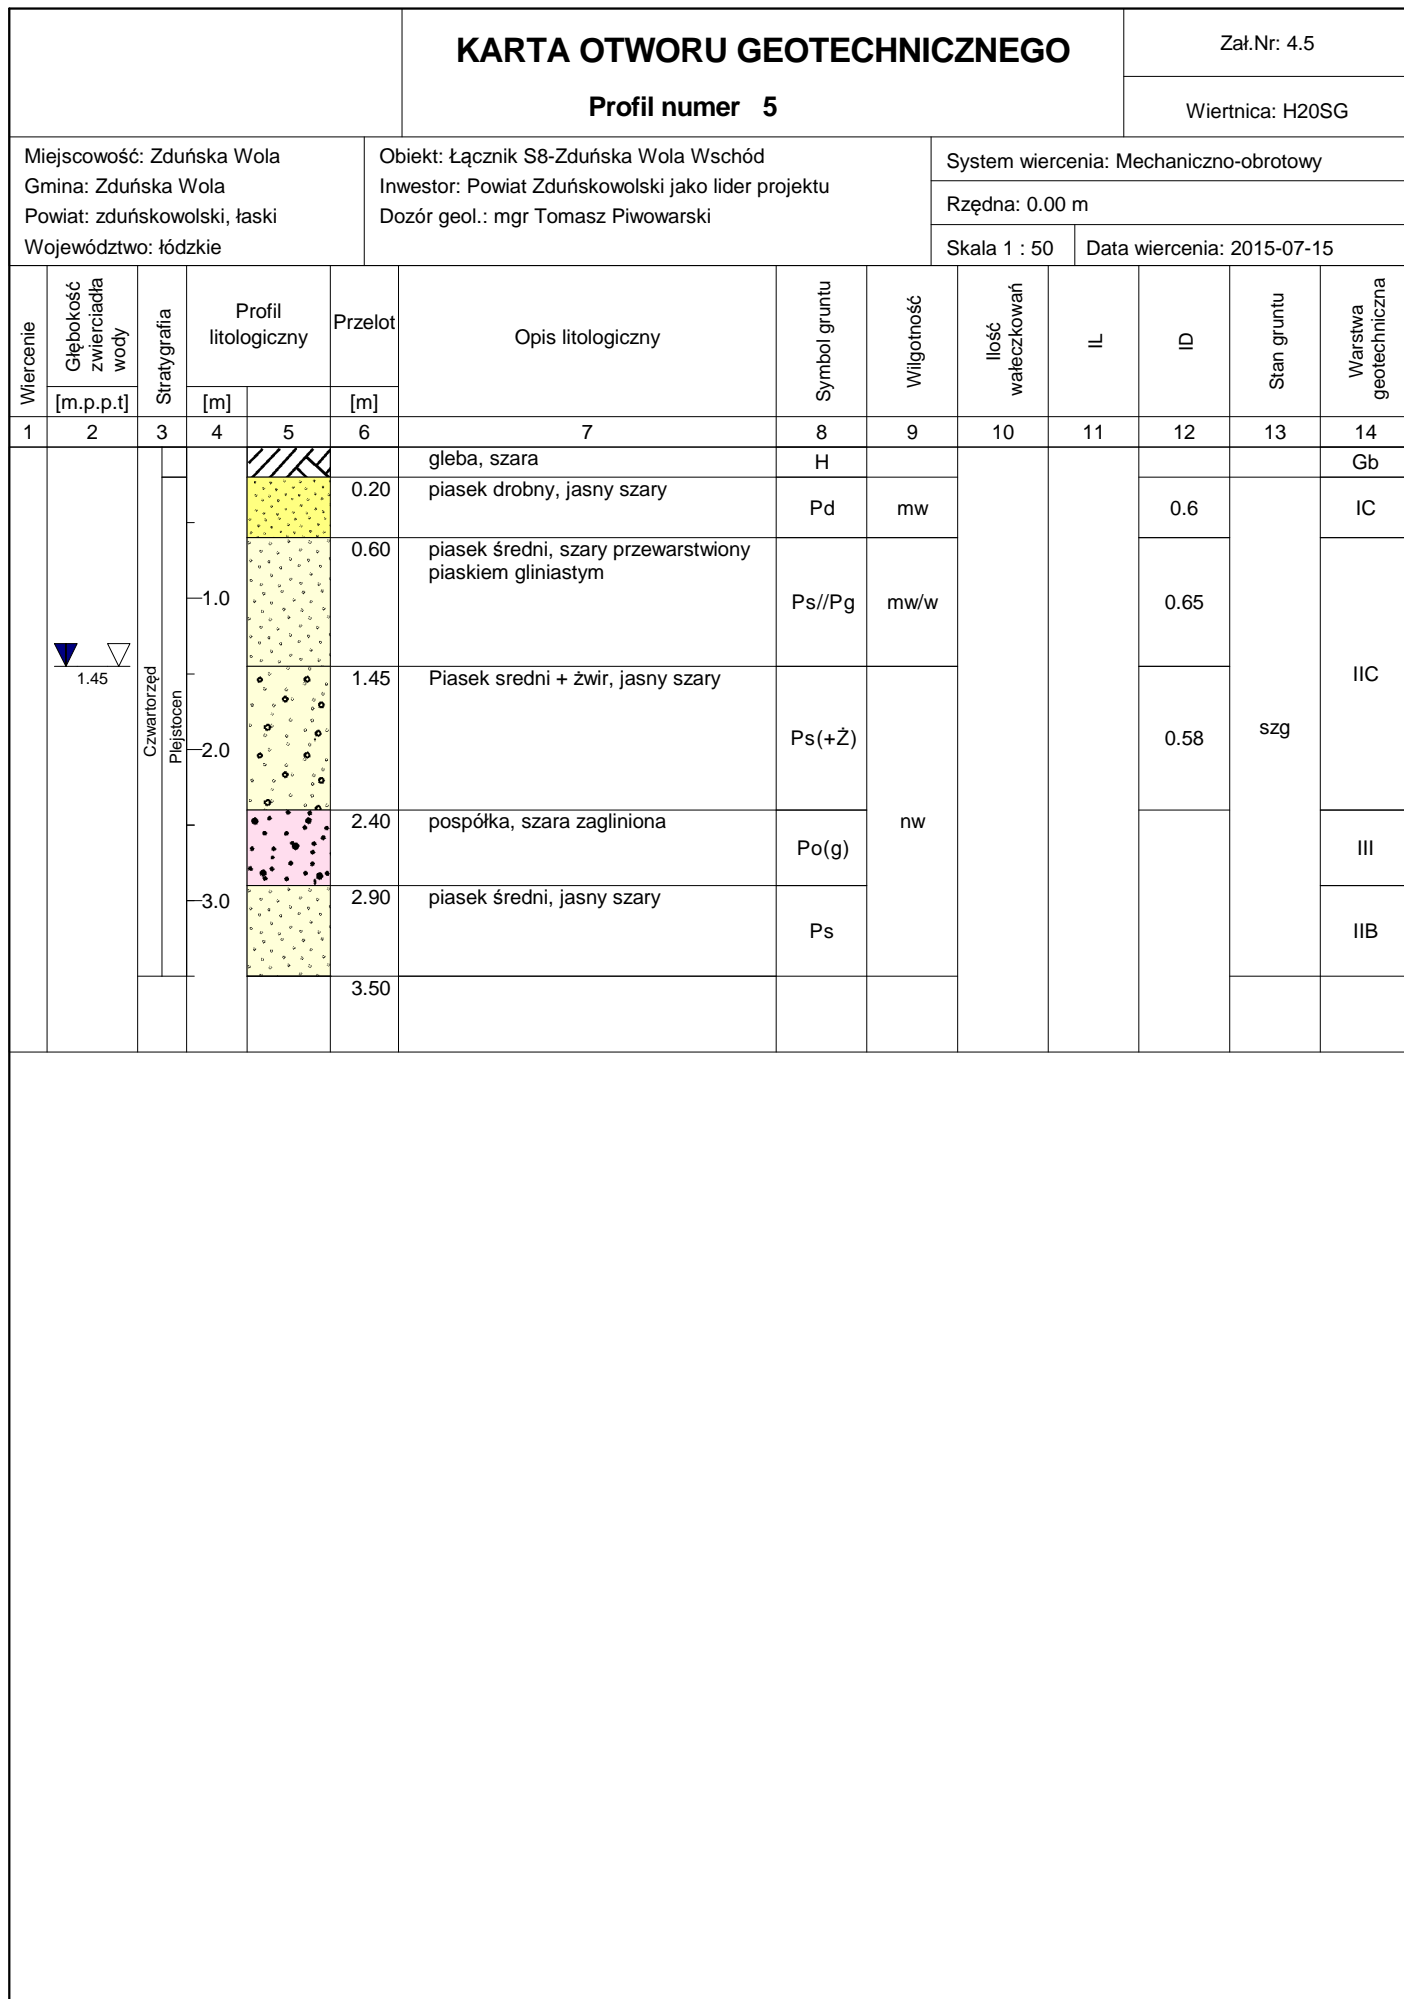 KARTA OTWORU GEOTECHNICZNEGO
Profil numer 5
Zał.Nr: 4.5
Wiertnica: H20SG
Miejscowość: Zduńska Wola
Gmina: Zduńska Wola
Powiat: zduńskowolski, łaski
Województwo: łódzkie
Obiekt: Łącznik S8-Zduńska Wola Wschód
Inwestor: Powiat Zduńskowolski jako lider projektu
Dozór geol.: mgr Tomasz Piwowarski
System wiercenia: Mechaniczno-obrotowy
Rzędna: 0.00 m
Skala 1 : 50
Data wiercenia: 2015-07-15
Wiercenie
Głębokość
zwierciadła
wody
[m.p.p.t]
Stratygrafia
Profil
litologiczny
[m]
Przelot
[m]
Opis litologiczny
Symbol gruntu
Wilgotność
Ilość
wałeczkowań
IL
ID
Stan gruntu
Warstwa
geotechniczna
1 2 3 4 5 6 7 8 9 10 11 12 13 14
gleba, szara H Gb
0.20 piasek drobny, jasny szary
Pd mw 0.6 IC
0.60 piasek średni, szary przewarstwiony
piaskiem gliniastym
1.0
Ps//Pg mw/w 0.65
1.45
1.45 Piasek sredni + żwir, jasny szary
IIC
Czwartorzęd
Plejstocen
2.0
Ps(+Ż) 0.58 szg
2.40 pospółka, szara zagliniona
nw
Po(g) III
3.0
2.90 piasek średni, jasny szary
Ps IIB
3.50